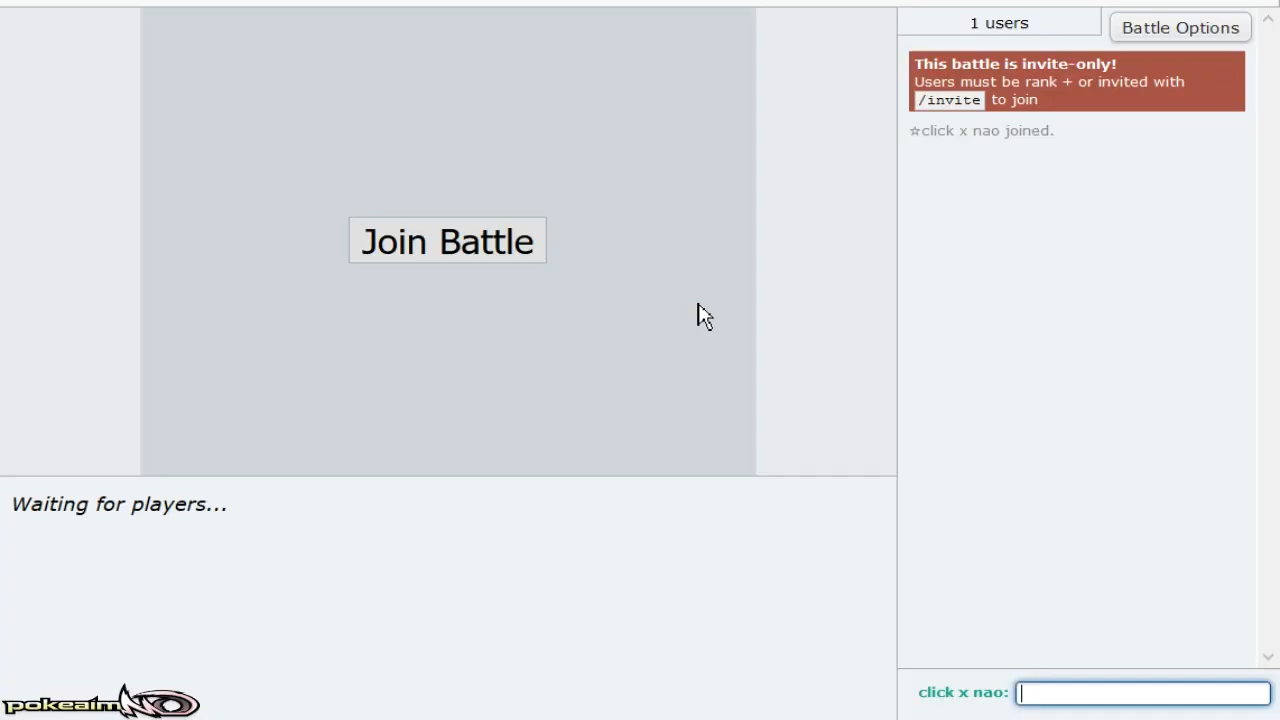 1 users
Battle Options
This battle is invite-only!
Users must be rank + or invited with
/invite to join
☆click x nao joined.
Join Battle
Waiting for players...
click x nao:
pokeaimMD